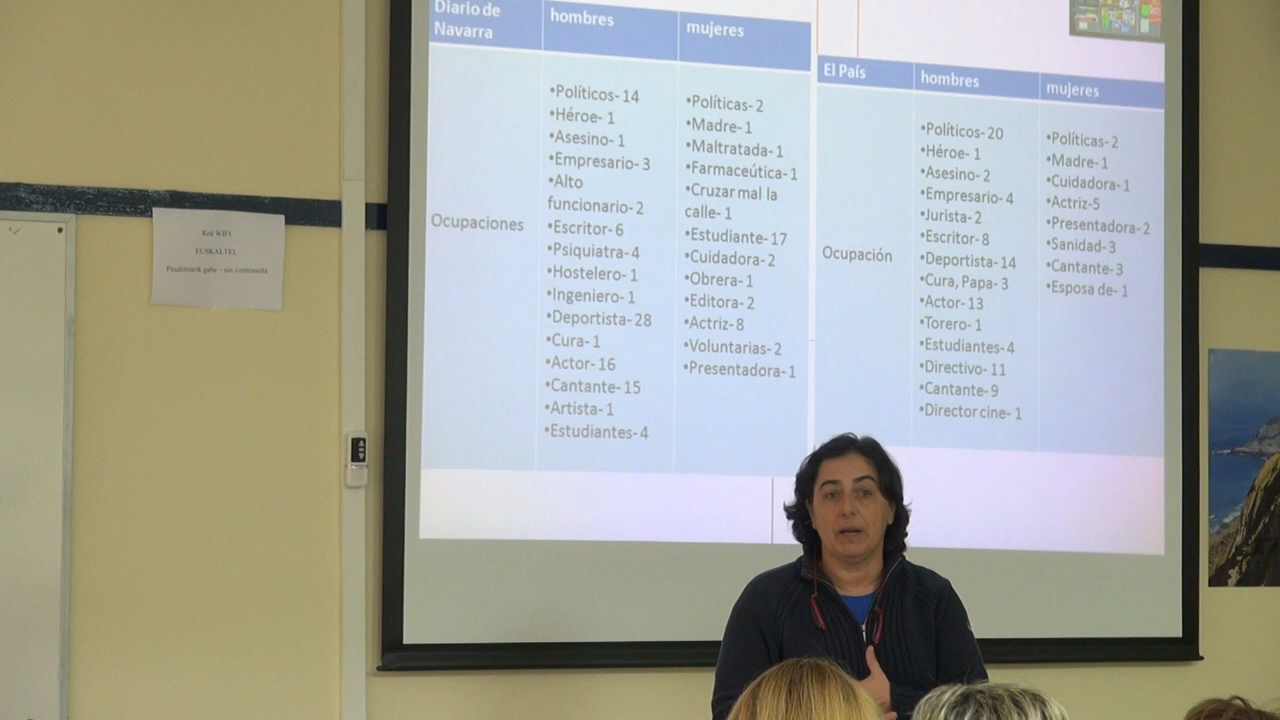 Diario de
Navarra
hombres
mujeres
Ocupaciones
•Políticos- 14
•Héroe- 1
•Asesino- 1
•Empresario- 3
•Alto
funcionario- 2
•Escritor- 6
•Psiquiatra- 4
•Hostelero- 1
•Ingeniero- 1
•Deportista- 28
•Cura- 1
•Actor- 16
•Cantante- 15
•Artista- 1
•Estudiantes- 4
•Políticas- 2
•Madre- 1
•Maltratada- 1
•Farmaceútica- 1
•Cruzar mal la
calle- 1
•Estudiante- 17
•Cuidadora- 2
•Obrera- 1
•Editora- 2
•Actriz- 8
•Voluntarias- 2
•Presentadora- 1
El País
hombres
mujeres
Ocupación
•Políticos- 20
•Héroe- 1
•Asesino- 2
•Empresario- 4
•Jurista- 2
•Escritor- 8
•Deportista- 14
•Cura, Papa- 3
•Actor- 13
•Torero- 1
•Estudiantes- 4
•Directivo- 11
•Cantante- 9
•Director cine- 1
•Políticas- 2
•Madre- 1
•Cuidadora- 1
•Actriz- 5
•Presentadora- 2
•Sanidad- 3
•Cantante- 3
•Esposa de- 1
Red WIFI
EUSKALTEL
Pasahitzarik gabe - sin contraseña